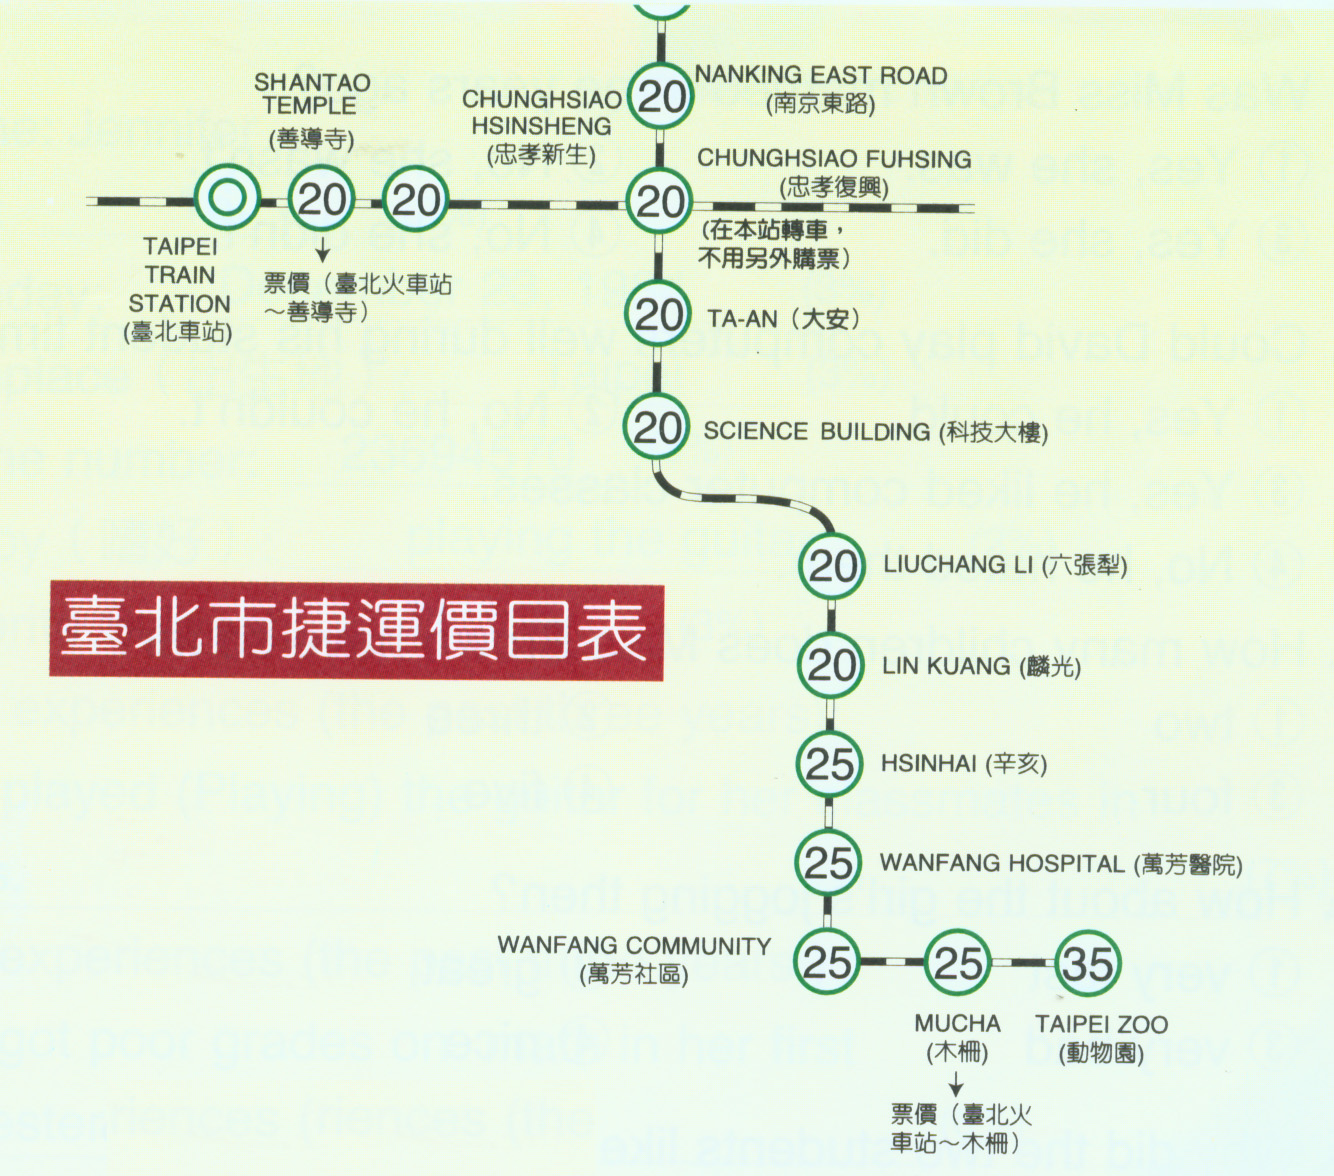 20
NANKING EAST ROAD
(南京東路)
SHANTAO
TEMPLE
(善導寺)
CHUNGHSIAO
HSINSHENG
(忠孝新生)
CHUNGHSIAO FUHSING
(忠孝復興)
20
20
20
(在本站轉車，
不用另外購票)
TAIPEI
TRAIN
STATION
(臺北車站)
票價（臺北火車站
～善導寺）
20
TA-AN（大安）
20
SCIENCE BUILDING (科技大樓)
20
LIUCHANG LI (六張犁)
臺北市捷運價目表
20
LIN KUANG (麟光)
25
HSINHAI (辛亥)
25
WANFANG HOSPITAL (萬芳醫院)
WANFANG COMMUNITY
(萬芳社區)
25
25
35
MUCHA
(木柵)
TAIPEI ZOO
(動物園)
票價（臺北火
車站～木柵）